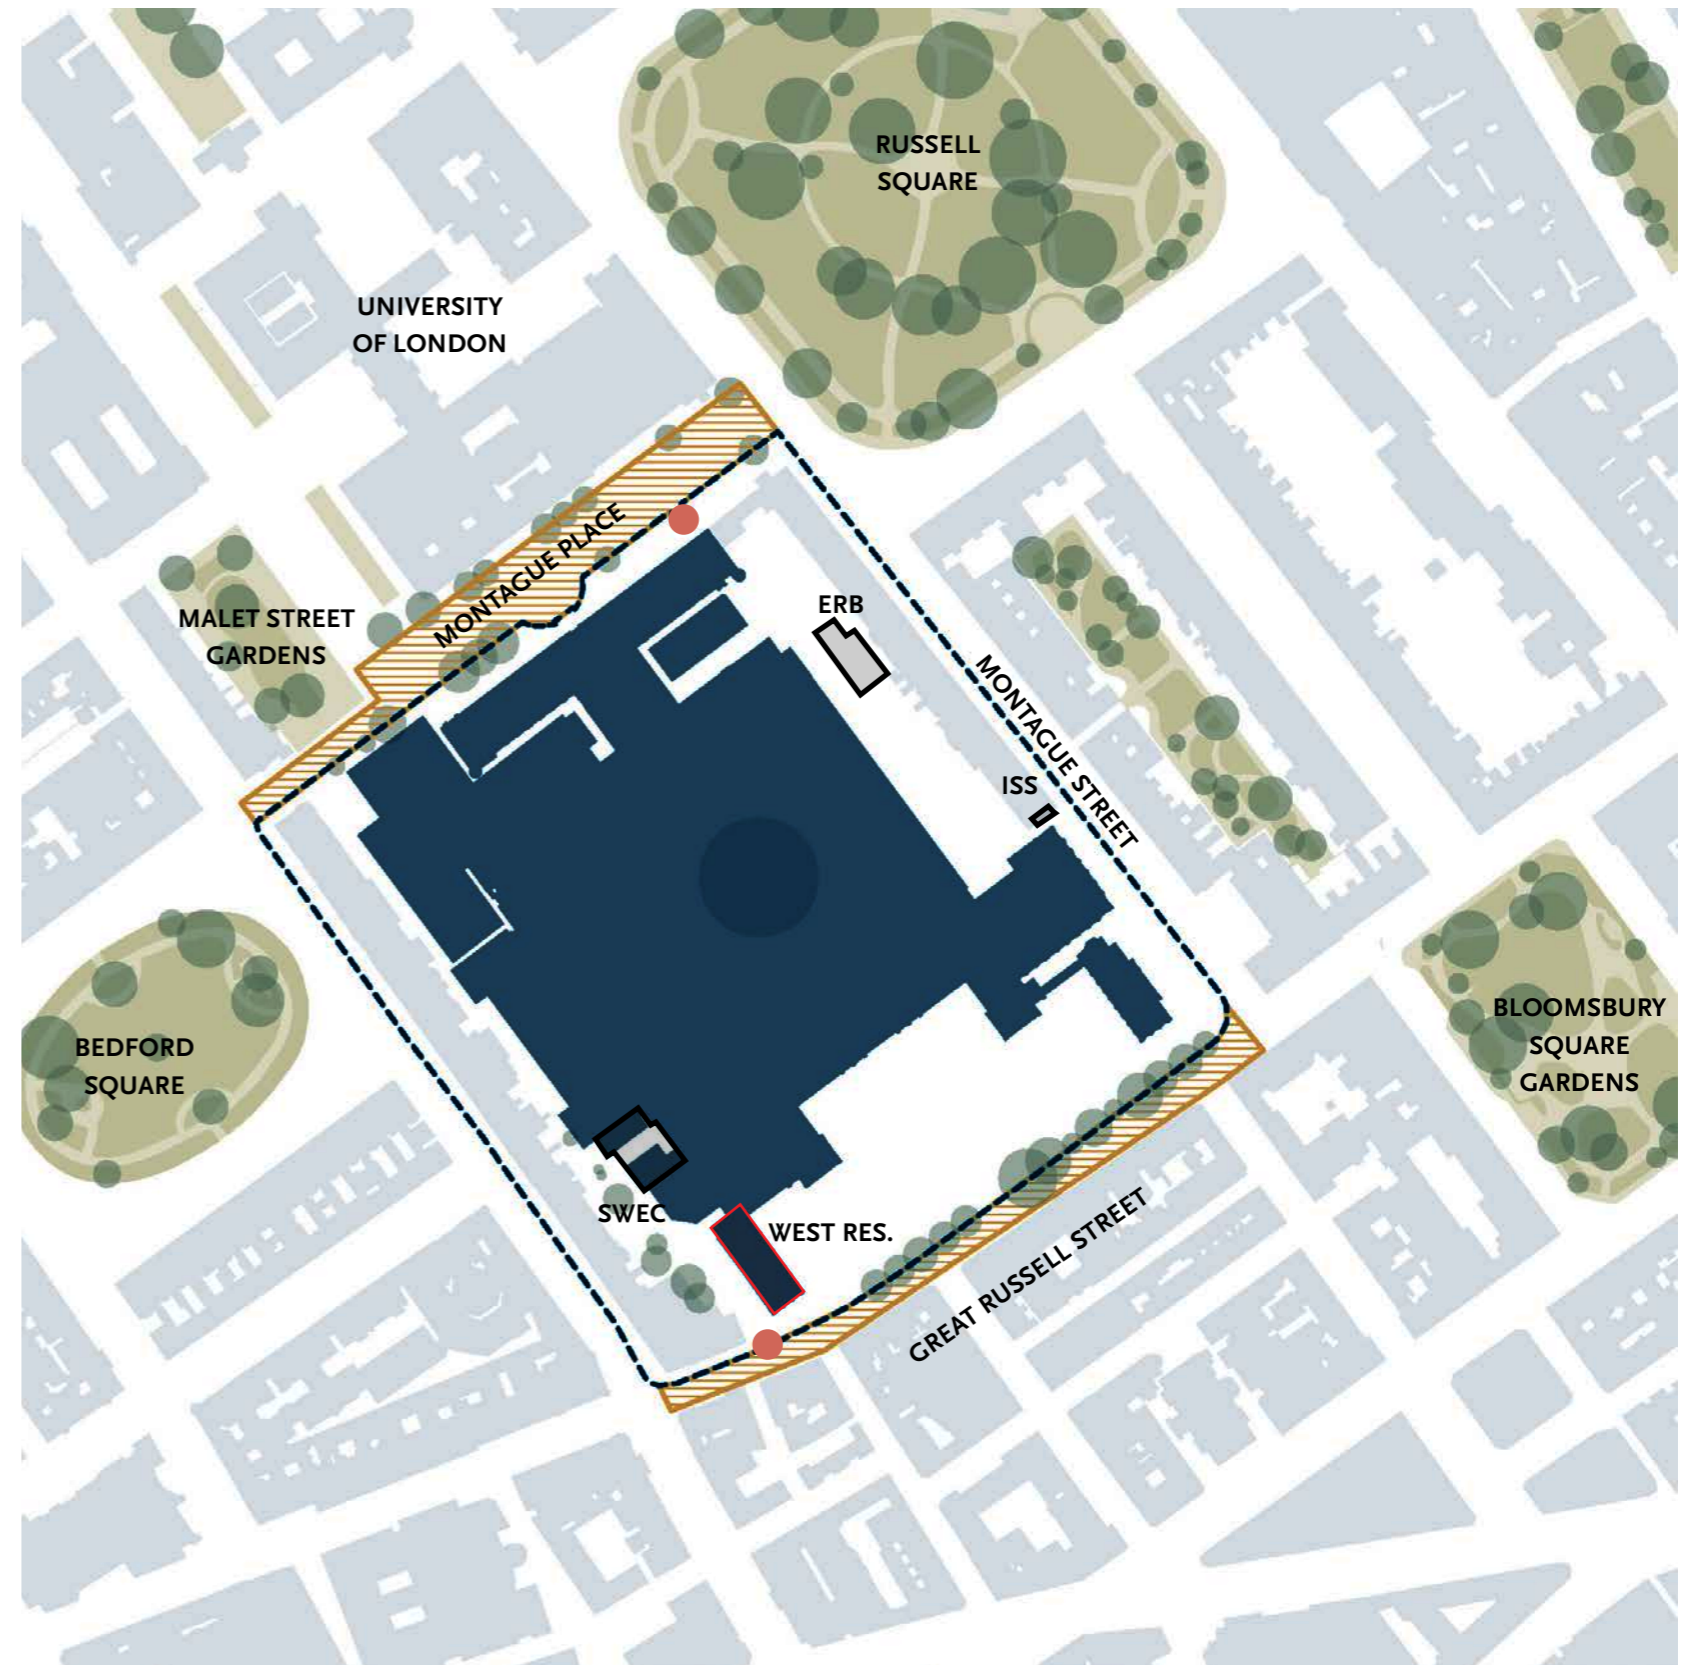 RUSSELL
SQUARE
UNIVERSITY
OF LONDON
MONTAGUE PLACE
MALET STREET
GARDENS
ERB
MONTAGUE STREET
ISS
BEDFORD
SQUARE
BLOOMSBURY
SQUARE
GARDENS
SWEC
WEST RES.
GREAT RUSSELL STREET